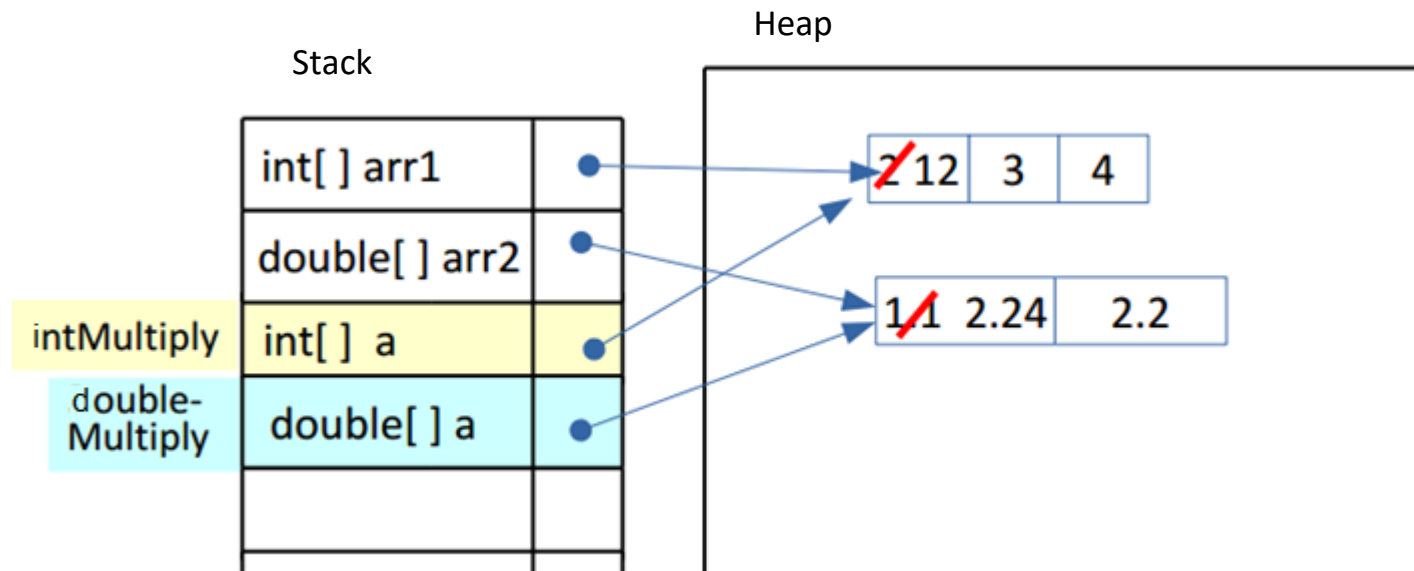 Heap
Stack
int[ ] arr1
2 12 3 4
double[ ] arr2
1.1 2.24 2.2
intMultiply int[ ] a
double-
Multiply
double[ ] a